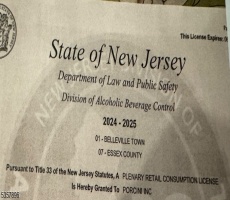 This License Expires:
State of New Jersey
Department of Law and Public Safety
Division of Alcoholic Beverage Control
2024 - 2025
01 - BELLEVILLE TOWN
07 - ESSEX COUNTY
Pursuant to Title 33 of the New Jersey Statutes, A PLENARY RETAIL CONSUMPTION LICENSE
Is Hereby Granted To PORCINI INC